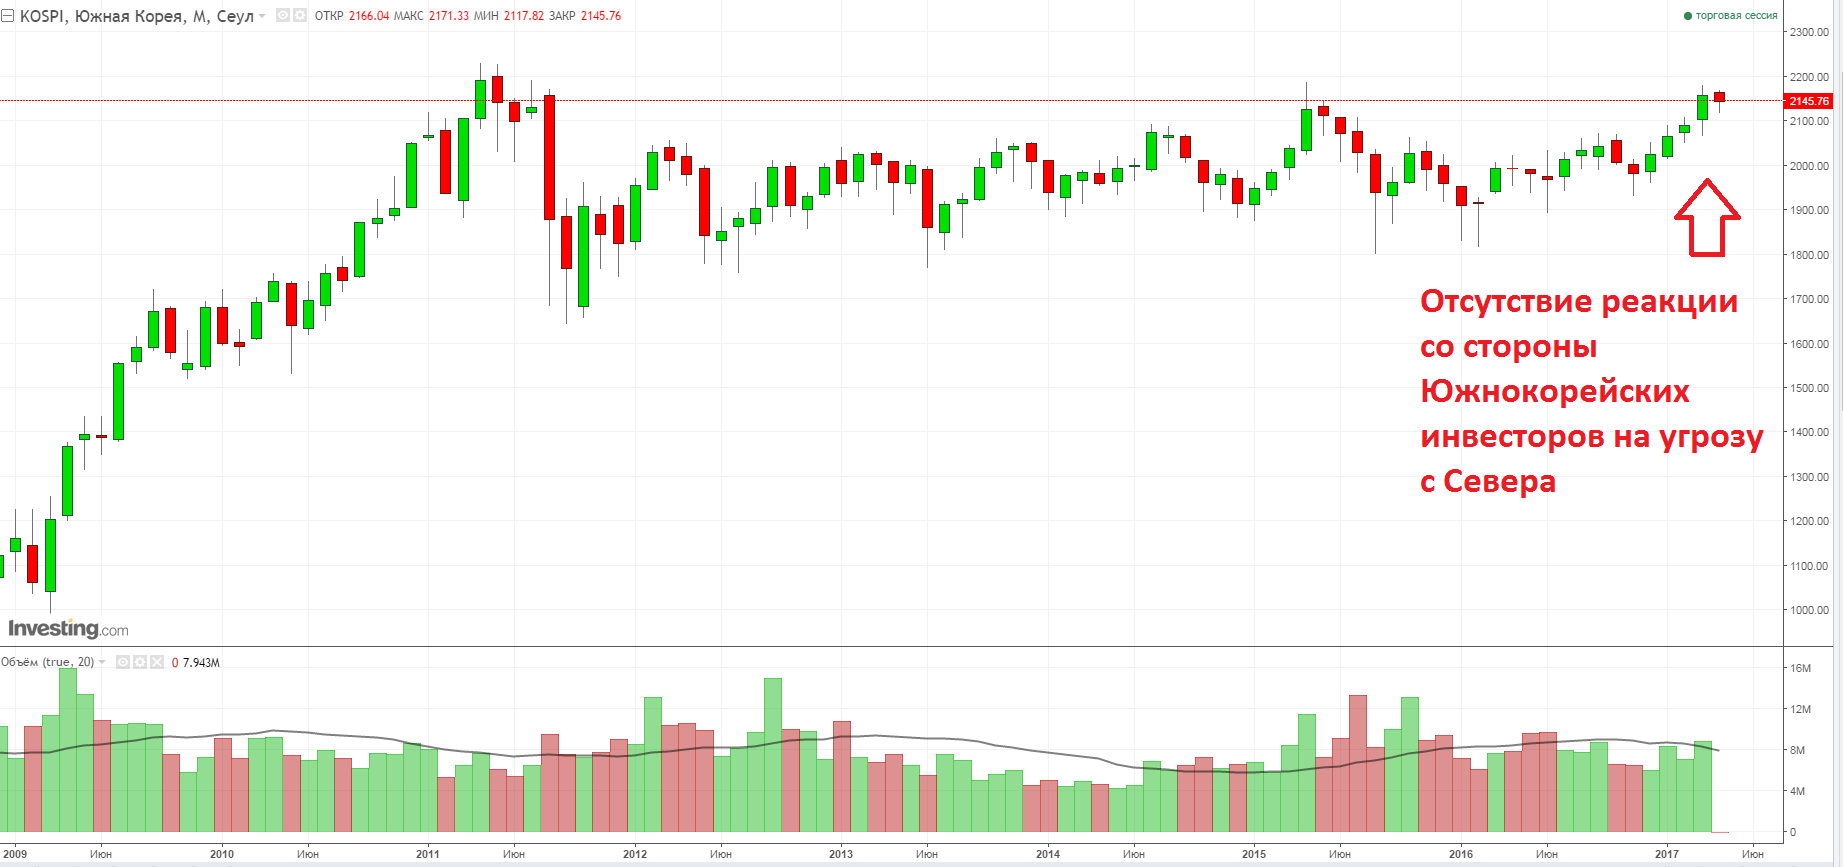 KOSPI, Южная Корея, М, Сеул ОТКР 2166.04 МАКС 2171.33 МИН 2117.82 ЗАКР 2145.76
торговая сессия
2300.00
2200.00
2145.76
2100.00
2000.00
1900.00
1800.00
1700.00
1600.00
1500.00
1400.00
1300.00
1200.00
1100.00
1000.00
Отсутствие реакции
со стороны
Южнокорейских
инвесторов на угрозу
с Севера
Investing.com
Объём (true, 20) 0 7.943M
16M
12M
8M
4M
0
2009 Июн 2010 Июн 2011 Июн 2012 Июн 2013 Июн 2014 Июн 2015 Июн 2016 Июн 2017 Июн